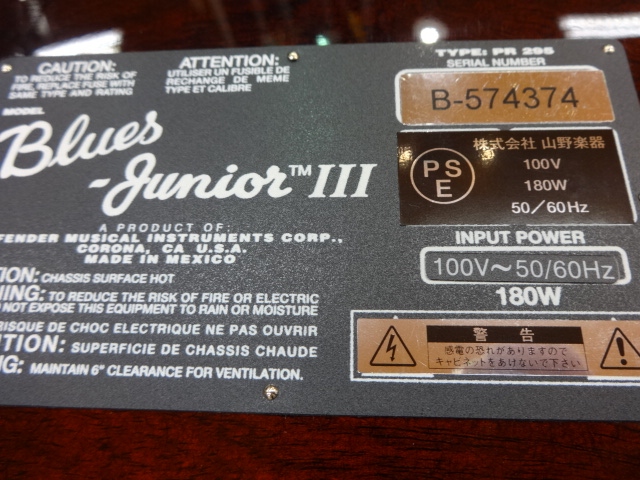 CAUTION:
TO REDUCE THE RISK OF
FIRE, REPLACE FUSE WITH
SAME TYPE AND RATING
ATTENTION:
UTILISER UN FUSIBLE DE
RECHANGE DE MEME
TYPE ET CALIBRE
TYPE: PR 295
SERIAL NUMBER
B-574374
MODEL
Blues
Junior™ III
PSE
株式会社 山野楽器
100V
180W
50/60Hz
A PRODUCT OF:
FENDER MUSICAL INSTRUMENTS CORP.,
CORONA, CA U.S.A.
MADE IN MEXICO
INPUT POWER
100V~50/60Hz
180W
TION: CHASSIS SURFACE HOT
NING: TO REDUCE THE RISK OF FIRE OR ELECTRIC
NOT EXPOSE THIS EQUIPMENT TO RAIN OR MOISTURE
RISQUE DE CHOC ELECTRIQUE NE PAS OUVRIR
TION: SUPERFICIE DE CHASSIS CHAUDE
NG: MAINTAIN 6" CLEARANCE FOR VENTILATION.
警告
感電の恐れがありますので
キャビネットをあけないで下さい